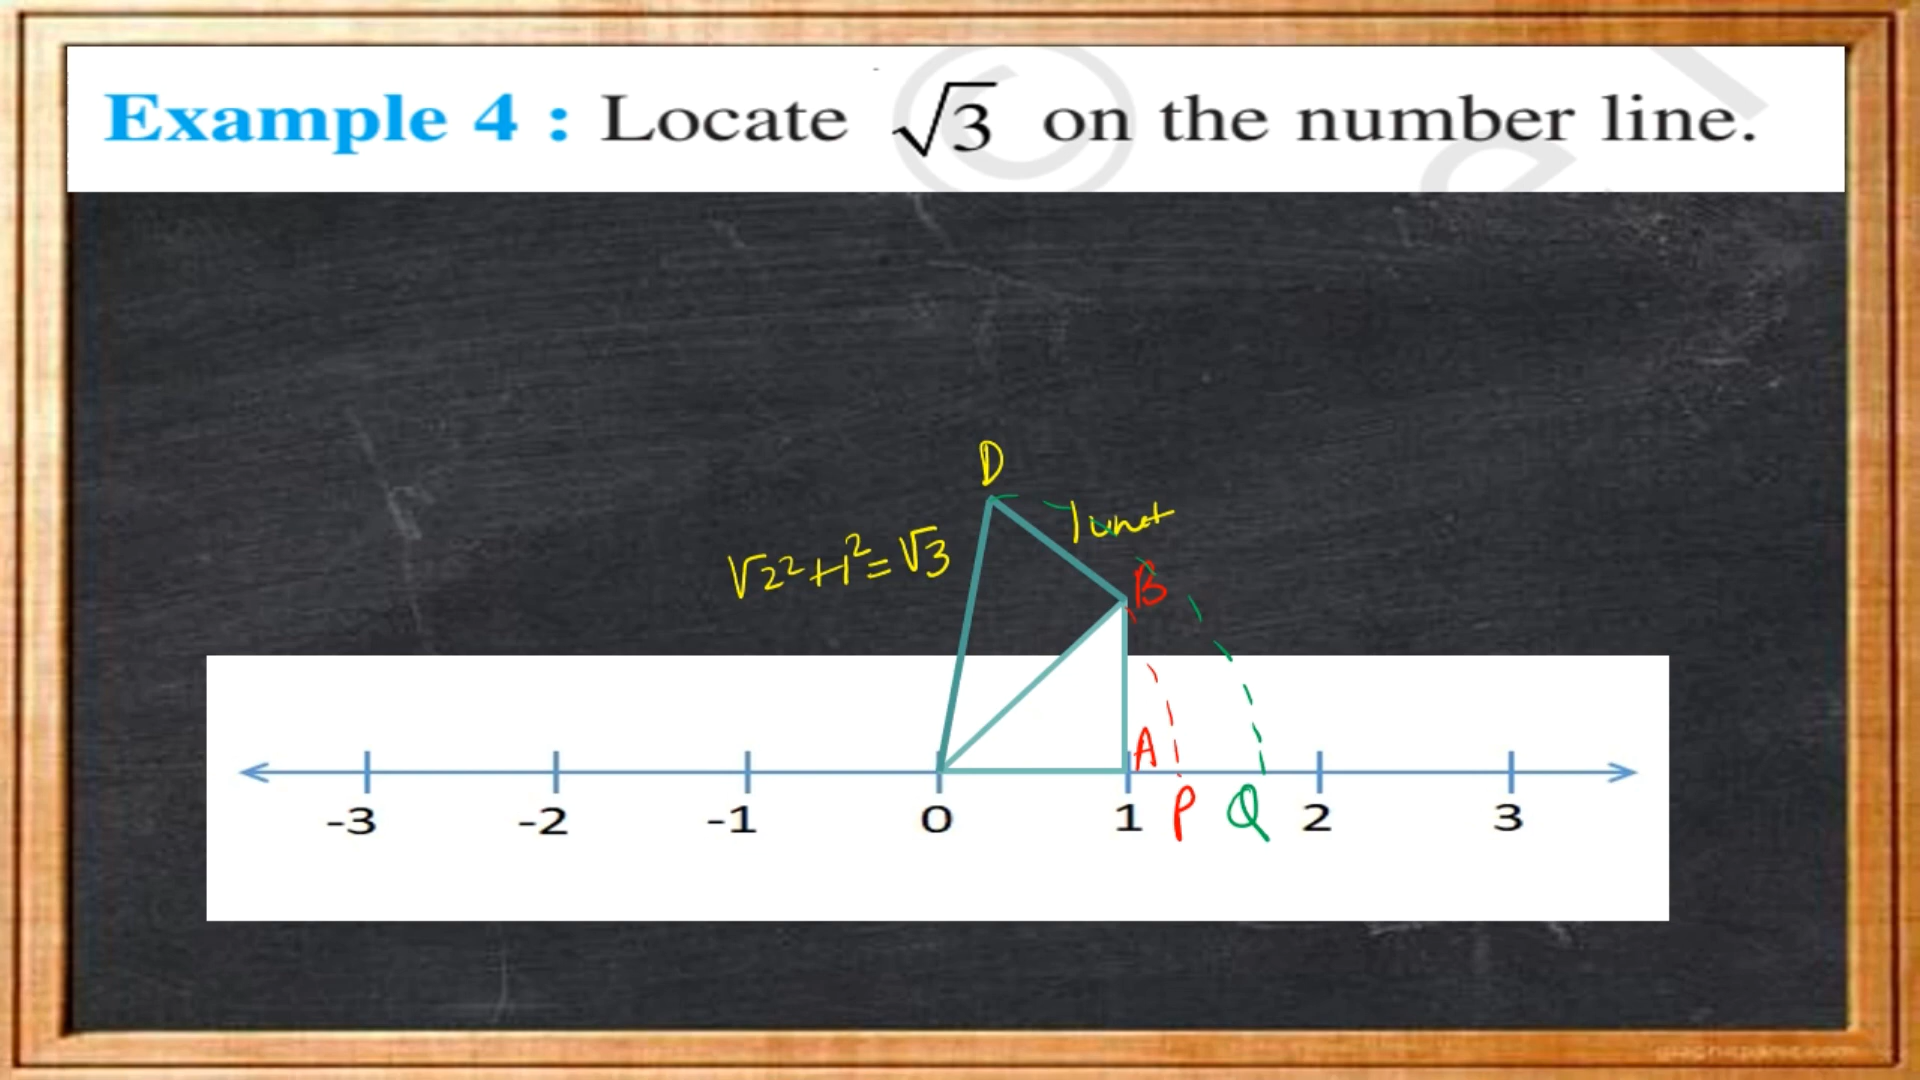 Example 4 : Locate √3 on the number line.
D
1 unit
√2²+1²=√3
B
A
-3 -2 -1 0 1 P Q 2 3